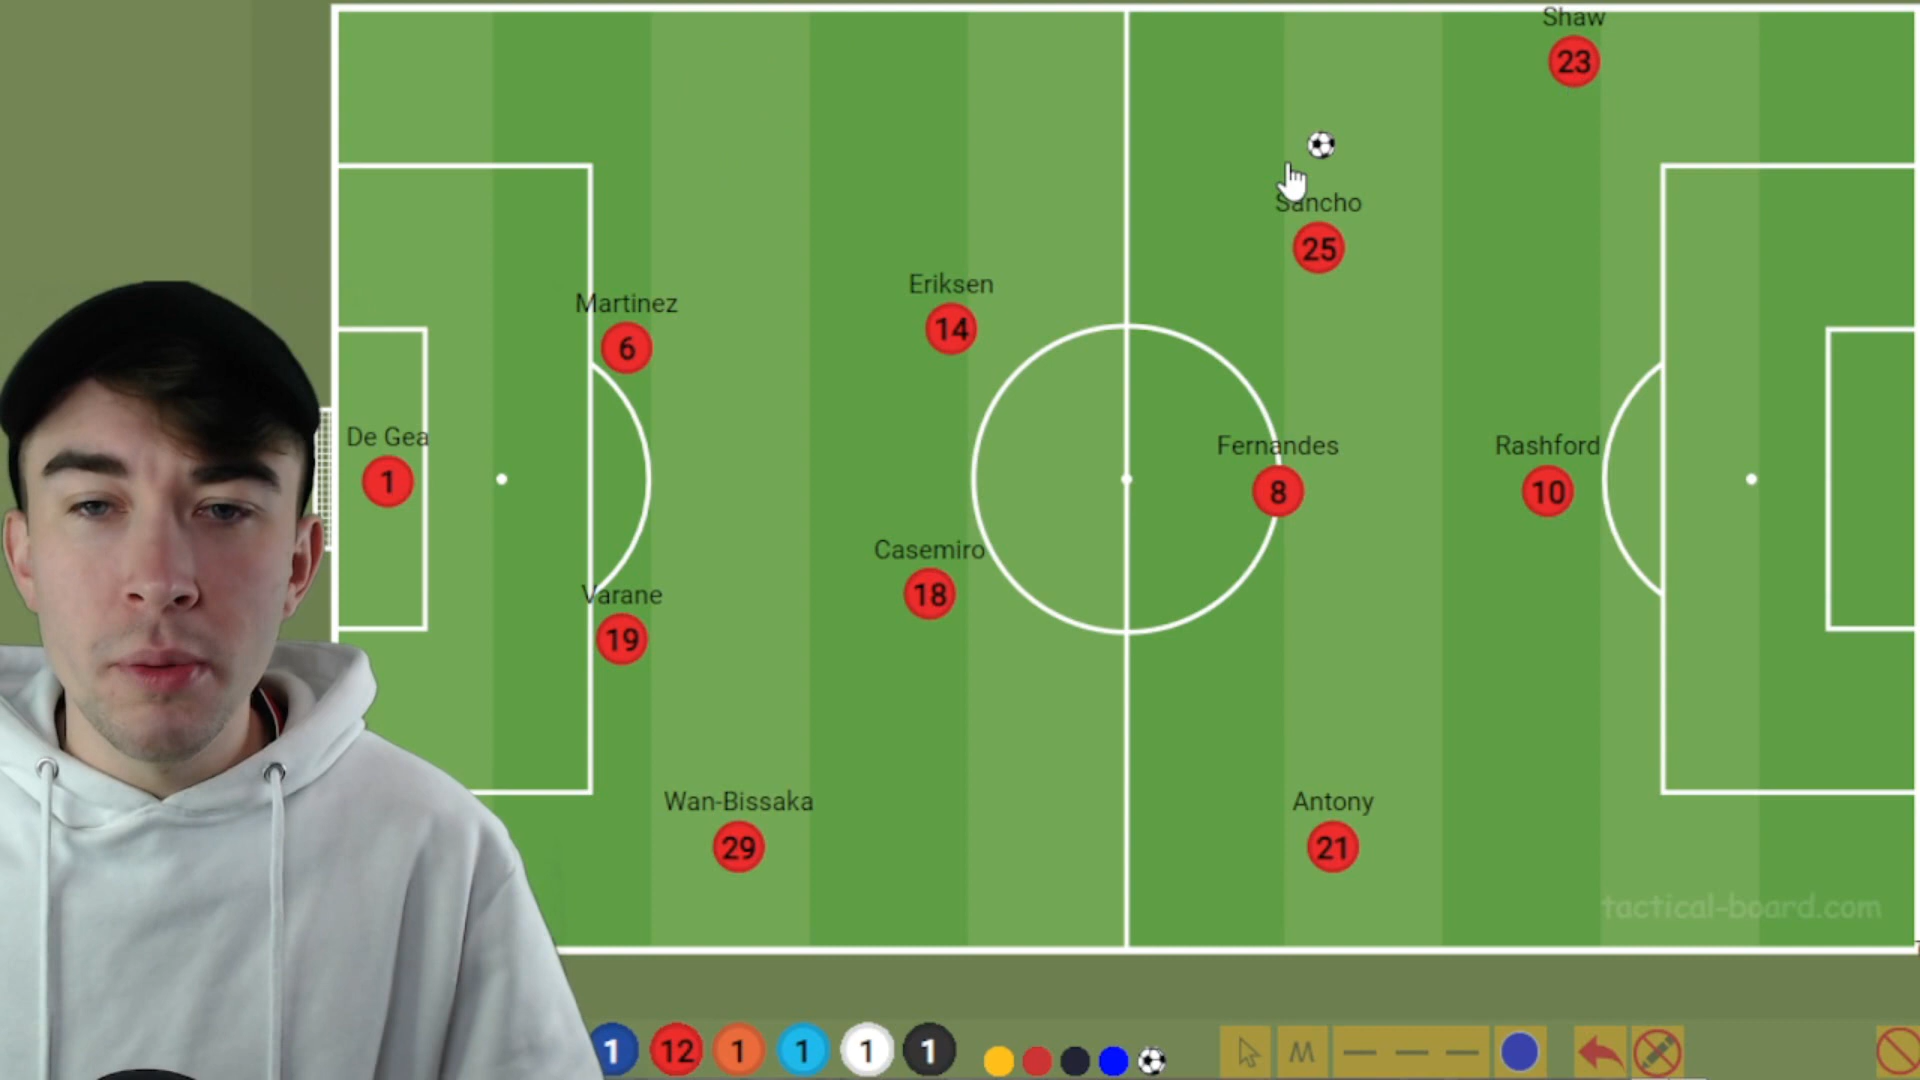 Shaw
23
Sancho
25
Eriksen
14
Martinez
6
De Gea
1
Fernandes
8
Rashford
10
Casemiro
18
Varane
19
Wan-Bissaka
29
Antony
21
tactical-board.com
1 12 1 1 1 1
M